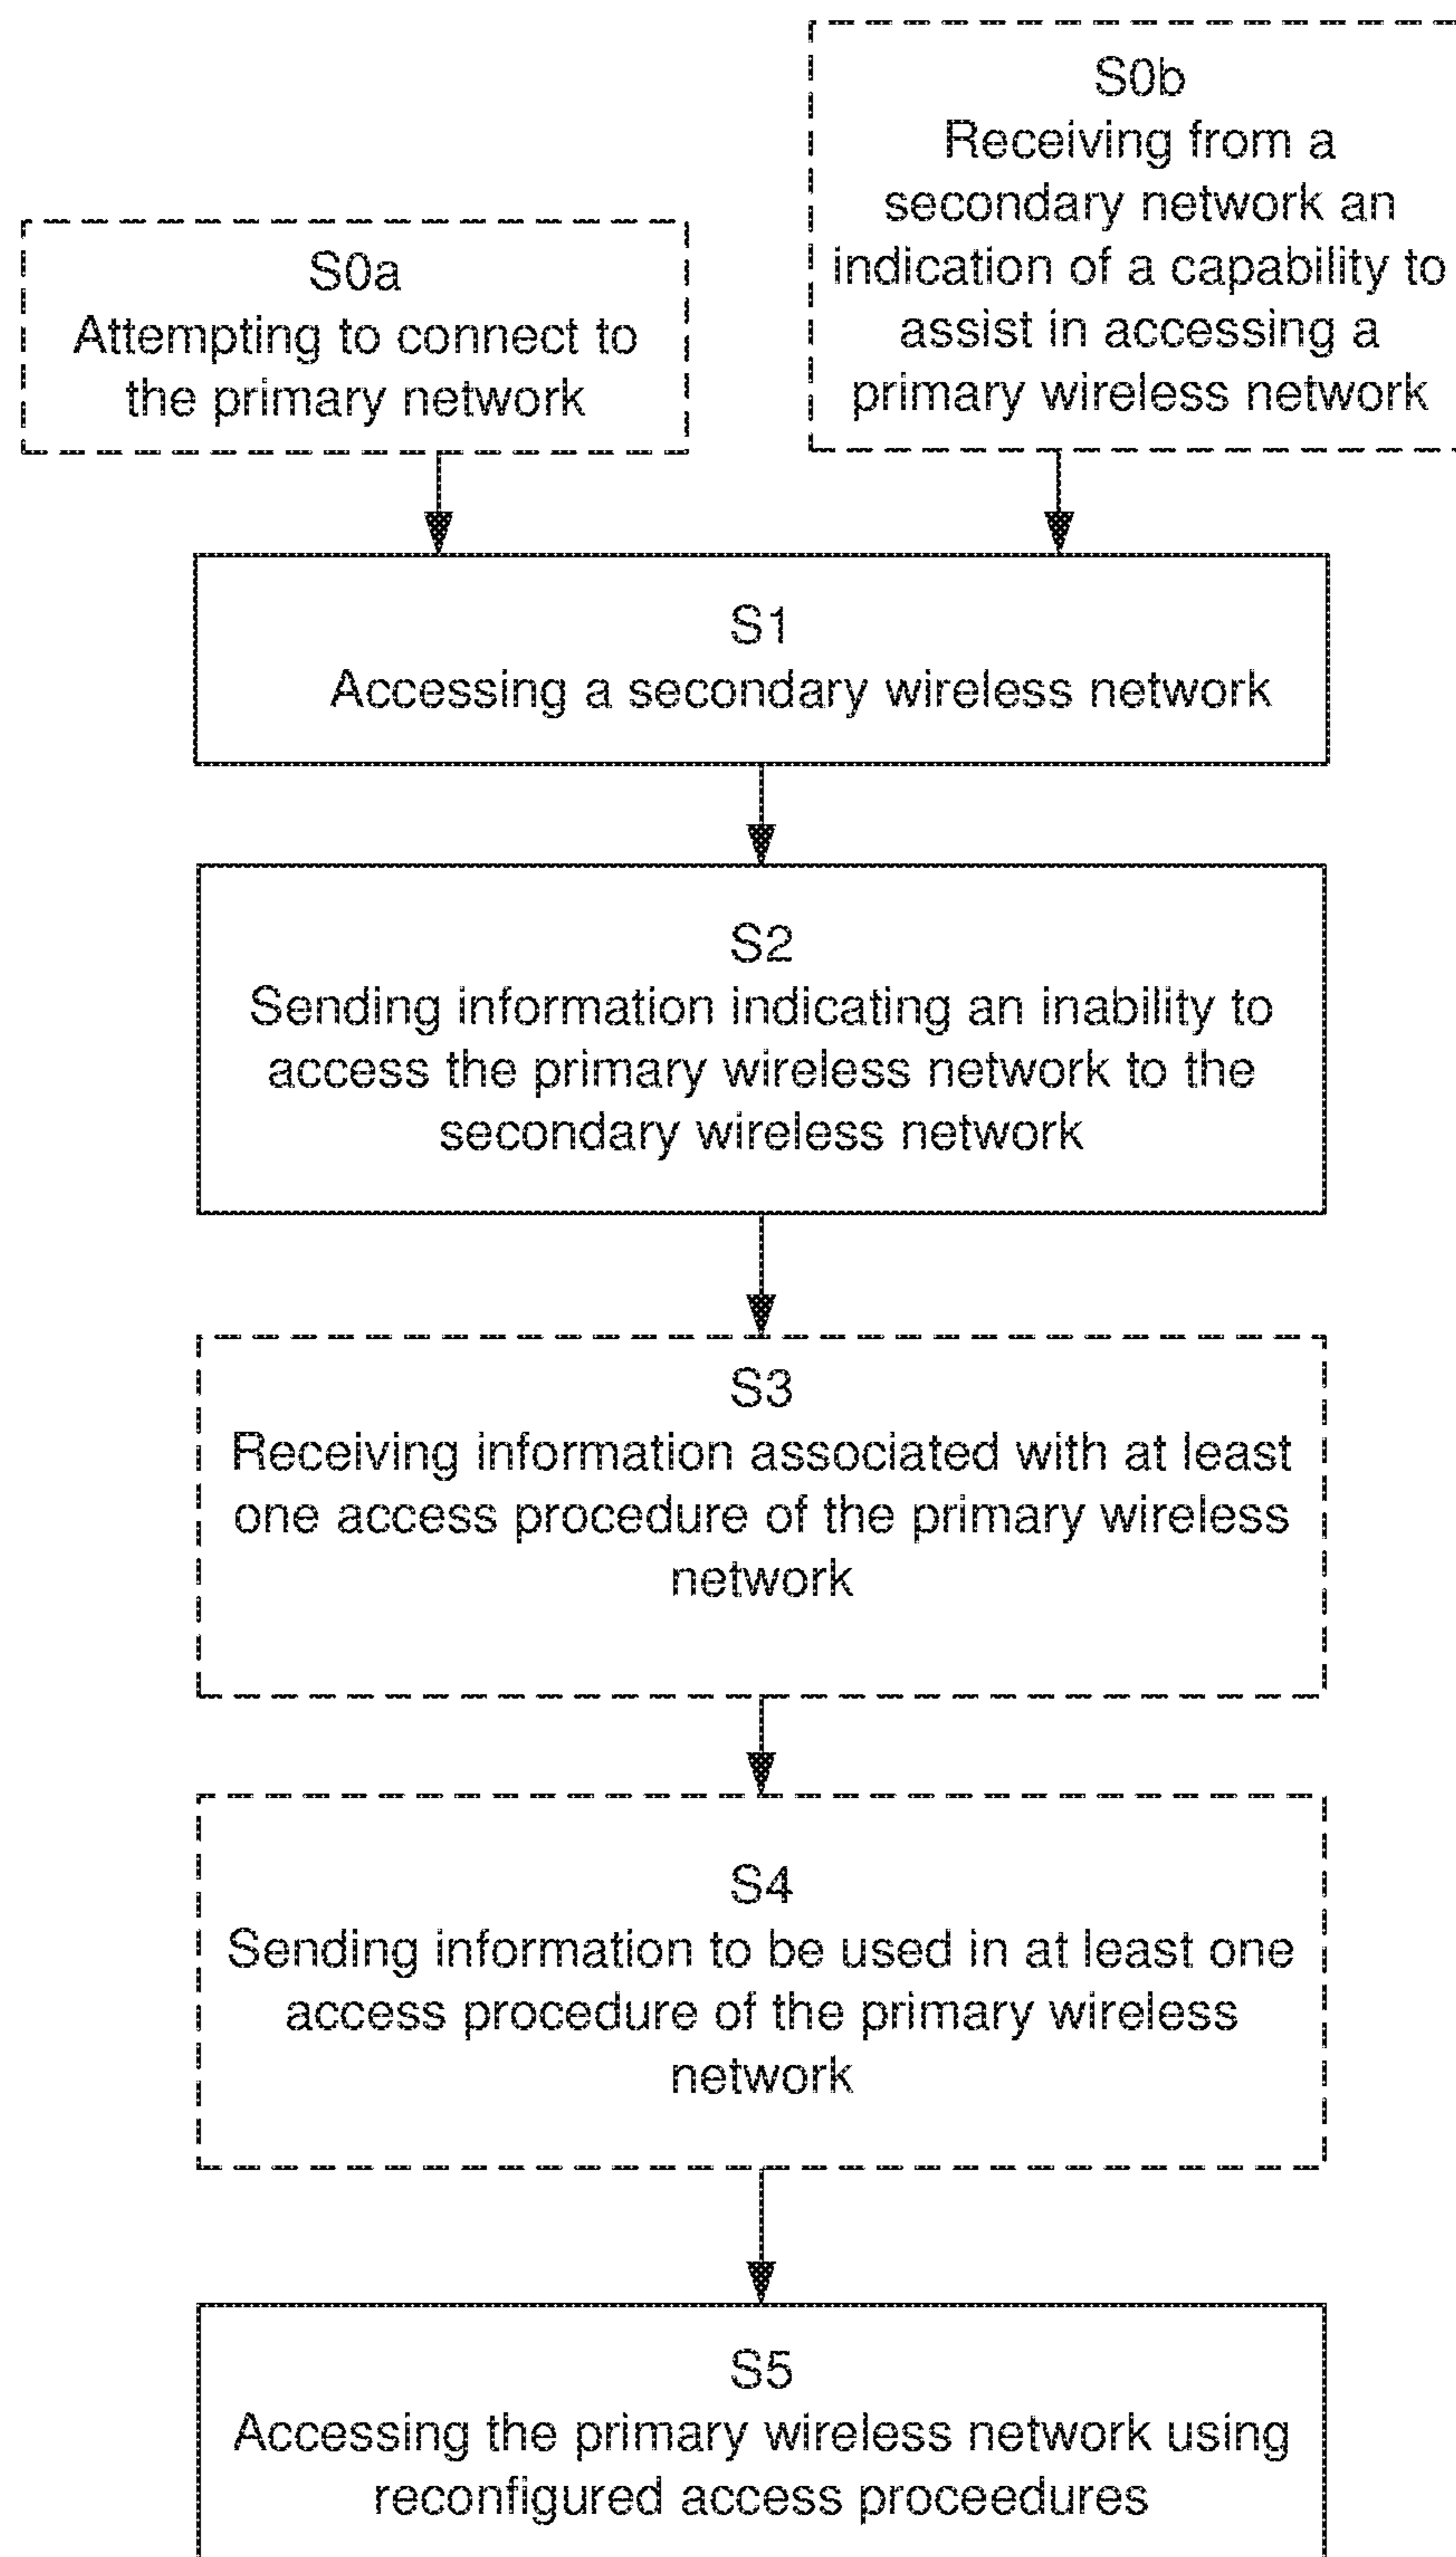 S0a
Attempting to connect to
the primary network
S0b
Receiving from a
secondary network an
indication of a capability to
assist in accessing a
primary wireless network
S1
Accessing a secondary wireless network
S2
Sending information indicating an inability to
access the primary wireless network to the
secondary wireless network
S3
Receiving information associated with at least
one access procedure of the primary wireless
network
S4
Sending information to be used in at least one
access procedure of the primary wireless
network
S5
Accessing the primary wireless network using
reconfigured access proceedures